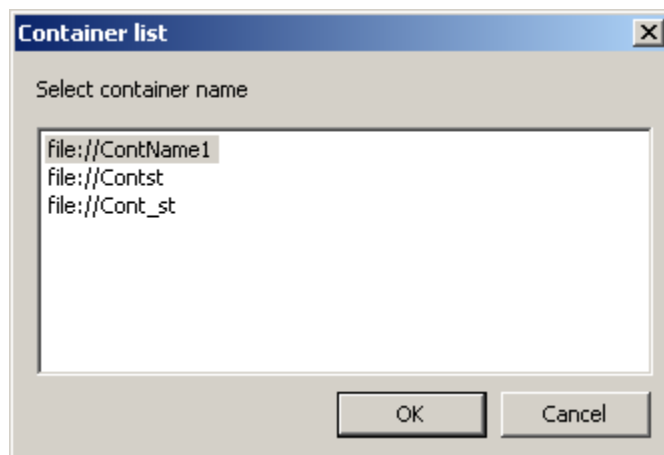 Container list
Select container name
file://ContName1
file://Contst
file://Cont_st
OK
Cancel